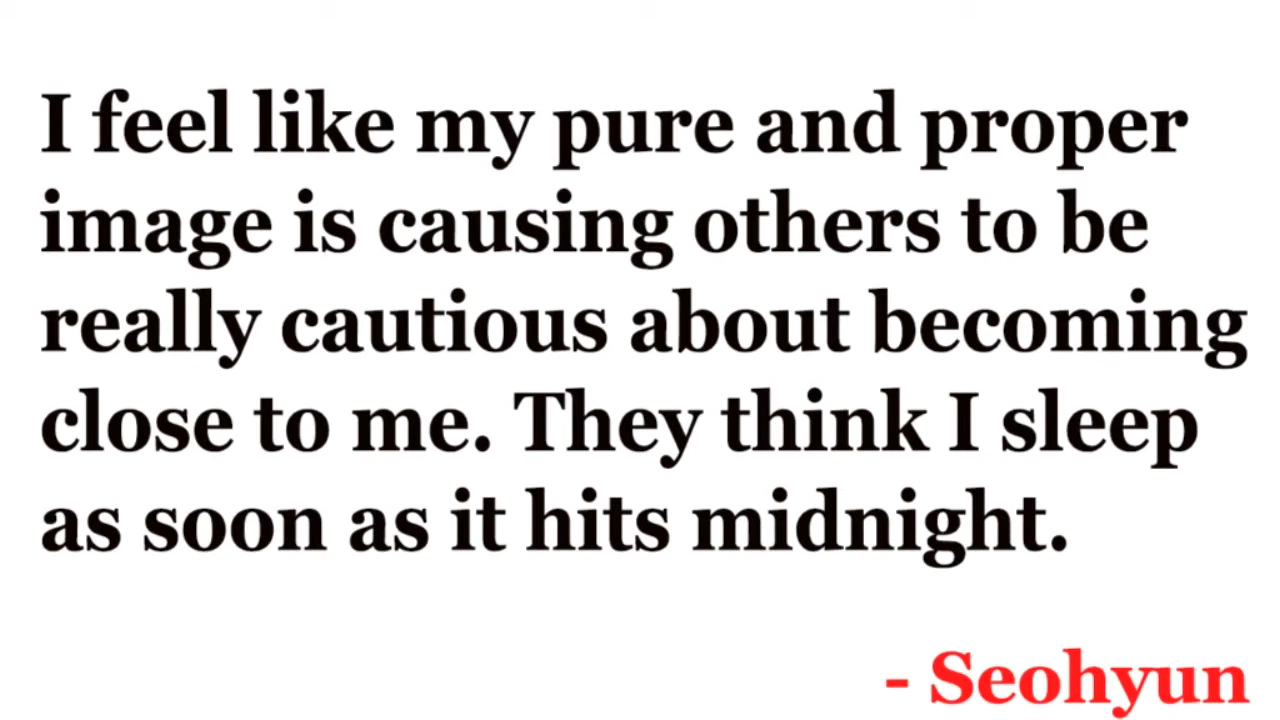 I feel like my pure and proper
image is causing others to be
really cautious about becoming
close to me. They think I sleep
as soon as it hits midnight.
- Seohyun